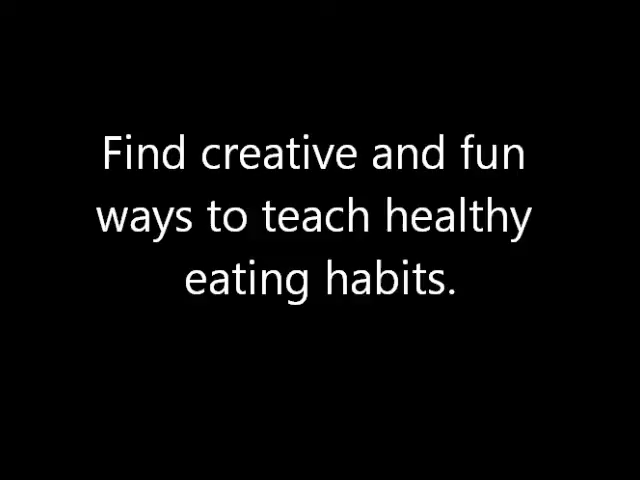 Find creative and fun
ways to teach healthy
eating habits.